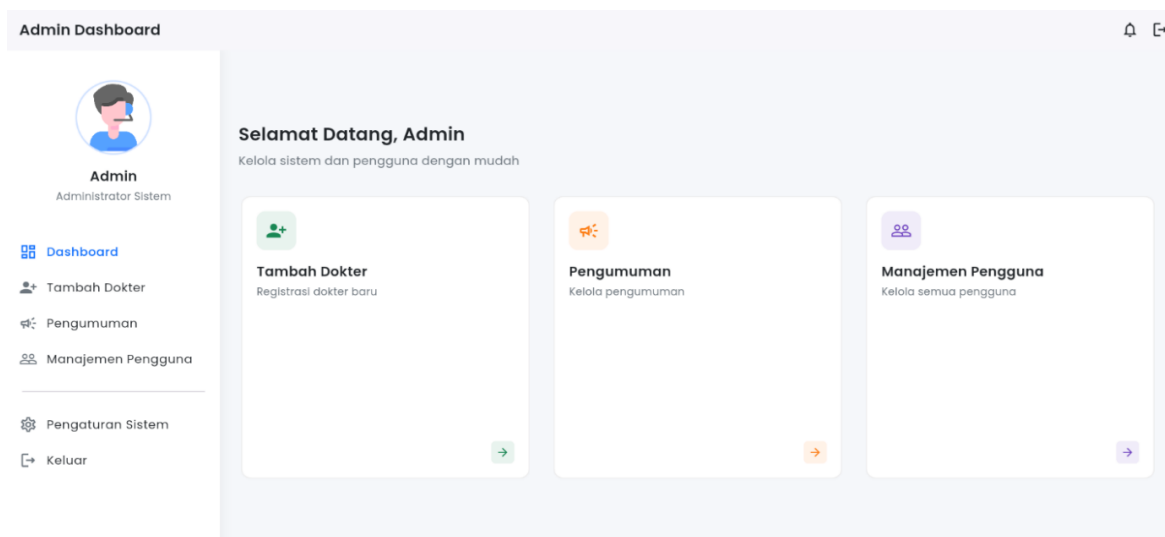 Admin Dashboard
Admin
Administrator Sistem
Dashboard
Tambah Dokter
Pengumuman
Manajemen Pengguna
Pengaturan Sistem
Keluar
Selamat Datang, Admin
Kelola sistem dan pengguna dengan mudah
Tambah Dokter
Registrasi dokter baru
Pengumuman
Kelola pengumuman
Manajemen Pengguna
Kelola semua pengguna